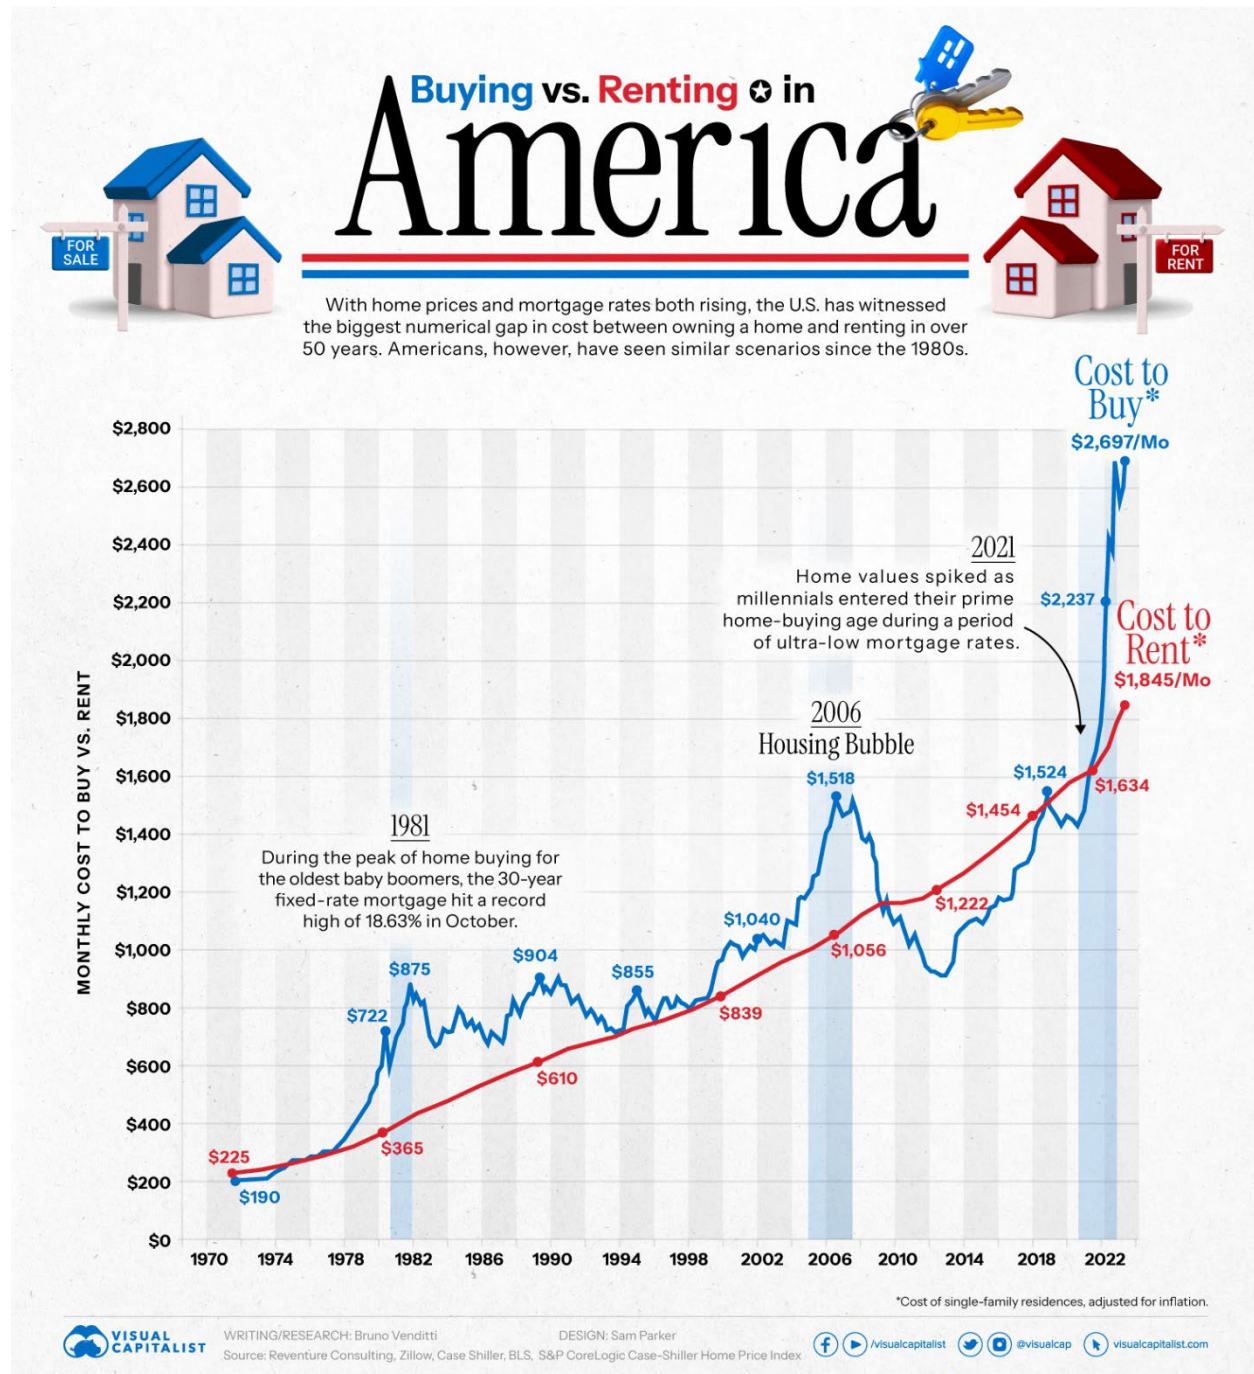 Buying vs. Renting in
America
FOR
SALE
FOR
RENT
With home prices and mortgage rates both rising, the U.S. has witnessed
the biggest numerical gap in cost between owning a home and renting in over
50 years. Americans, however, have seen similar scenarios since the 1980s.
Cost to
Buy*
$2,697/Mo
$2,800
$2,600
$2,400
$2,200
$2,000
$1,800
$1,600
$1,400
$1,200
$1,000
$800
$600
$400
$200
$0
MONTHLY COST TO BUY VS. RENT
2021
Home values spiked as
millennials entered their prime
home-buying age during a period
of ultra-low mortgage rates.
$2,237
Cost to
Rent*
$1,845/Mo
2006
Housing Bubble
$1,518
$1,524
$1,634
$1,454
1981
During the peak of home buying for
the oldest baby boomers, the 30-year
fixed-rate mortgage hit a record
high of 18.63% in October.
$1,222
$1,040
$1,056
$875
$904
$855
$722
$839
$610
$365
$225
$190
1970 1974 1978 1982 1986 1990 1994 1998 2002 2006 2010 2014 2018 2022
*Cost of single-family residences, adjusted for inflation.
VISUAL
CAPITALIST
WRITING/RESEARCH: Bruno Venditti DESIGN: Sam Parker
Source: Reventure Consulting, Zillow, Case Shiller, BLS, S&P CoreLogic Case-Shiller Home Price Index
/visualcapitalist @visualcap visualcapitalist.com